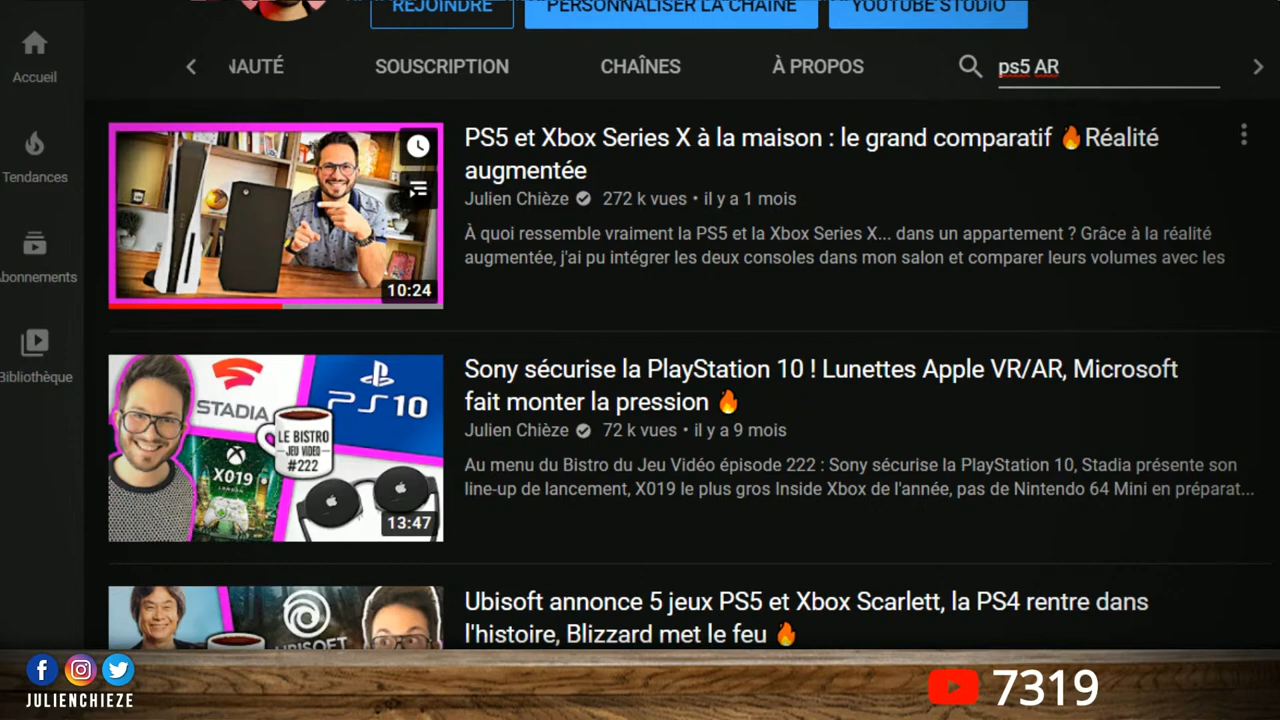 REJOINDRE
PERSONNALISER LA CHAÎNE
YOUTUBE STUDIO
NAUTÉ
SOUSCRIPTION
CHAÎNES
À PROPOS
ps5 AR
Accueil
Tendances
Abonnements
Bibliothèque
10:24
PS5 et Xbox Series X à la maison : le grand comparatif 🔥Réalité
augmentée
Julien Chièze 272 k vues • il y a 1 mois
À quoi ressemble vraiment la PS5 et la Xbox Series X... dans un appartement ? Grâce à la réalité
augmentée, j'ai pu intégrer les deux consoles dans mon salon et comparer leurs volumes avec les
STADIA
PS10
LE BISTRO
JEU VIDÉO
#222
X019
LONDON
13:47
Sony sécurise la PlayStation 10 ! Lunettes Apple VR/AR, Microsoft
fait monter la pression 🔥
Julien Chièze 72 k vues • il y a 9 mois
Au menu du Bistro du Jeu Vidéo épisode 222 : Sony sécurise la PlayStation 10, Stadia présente son
line-up de lancement, X019 le plus gros Inside Xbox de l'année, pas de Nintendo 64 Mini en préparat...
UBISOFT
Ubisoft annonce 5 jeux PS5 et Xbox Scarlett, la PS4 rentre dans
l'histoire, Blizzard met le feu 🔥
JULIENCHIEZE
7319